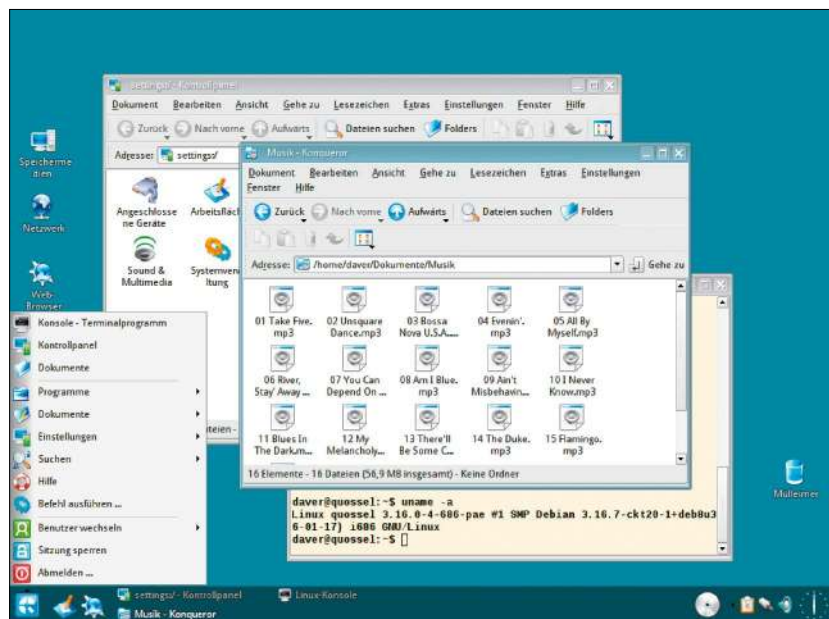 settings/ - Kontrollpanel
Dokument Bearbeiten Ansicht Gehe zu Lesezeichen Extras Einstellungen Fenster Hilfe
Zurück Nach vorne Aufwärts Dateien suchen Folders
Adresse: settings/
Angeschlosse
ne Geräte
Arbeitsfläch
Sound &
Multimedia
Systemverw
ltung
teien -
Speicherme
dien
Netzwerk
Web-
Browser
Musik - Konqueror
Dokument Bearbeiten Ansicht Gehe zu Lesezeichen Extras Einstellungen
Fenster Hilfe
Zurück Nach vorne Aufwärts Dateien suchen Folders
Adresse: /home/daver/Dokumente/Musik Gehe zu
01 Take Five.
mp3
02 Unsquare
Dance.mp3
03 Bossa
Nova U.S.A....
04 Evenin'.
mp3
05 All By
Myself.mp3
06 River,
Stay' Away ...
07 You Can
Depend On ...
08 Am I Blue.
mp3
09 Ain't
Misbehavin...
10 I Never
Know.mp3
11 Blues In
The Dark.m...
12 My
Melancholy...
13 There'll
Be Some C...
14 The Duke.
mp3
15 Flamingo.
mp3
16 Elemente - 16 Dateien (56,9 MB insgesamt) - Keine Ordner
daver@quossel:~$ uname -a
Linux quossel 3.16.0-4-686-pae #1 SMP Debian 3.16.7-ckt20-1+deb8u3
6-01-17) i686 GNU/Linux
daver@quossel:~$
Mülleimer
Konsole - Terminalprogramm
Kontrollpanel
Dokumente
Programme
Dokumente
Einstellungen
Suchen
Hilfe
Befehl ausführen ...
Benutzer wechseln
Sitzung sperren
Abmelden ...
settings/ - Kontrollpanel
Linux-Konsole
Musik - Konqueror